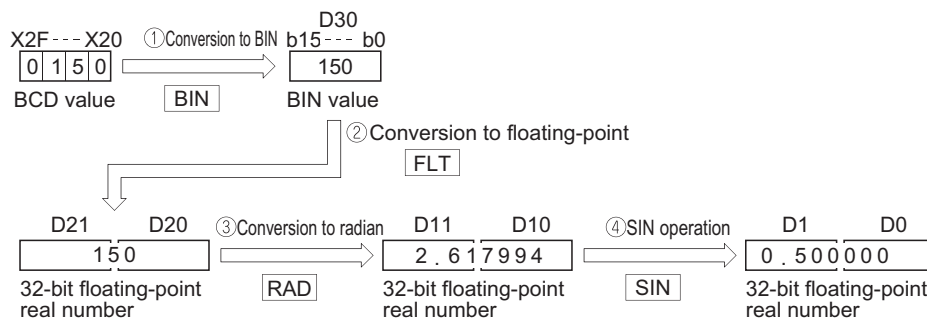 D30
X2F---X20 ①Conversion to BIN b15--- b0
0 1 5 0 150
BCD value BIN BIN value
②Conversion to floating-point
FLT
D21 D20 ③Conversion to radian D11 D10 ④SIN operation D1 D0
150 2.617994 0.500000
32-bit floating-point RAD 32-bit floating-point SIN 32-bit floating-point
real number real number real number